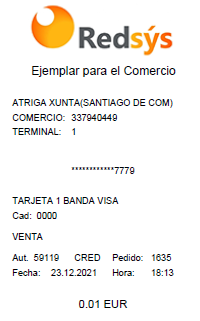 Redsýs
Ejemplar para el Comercio
ATRIGA XUNTA(SANTIAGO DE COM)
COMERCIO: 337940449
TERMINAL: 1
************7779
TARJETA 1 BANDA VISA
Cad: 0000
VENTA
Aut. 59119 CRED Pedido: 1635
Fecha: 23.12.2021 Hora: 18:13
0.01 EUR